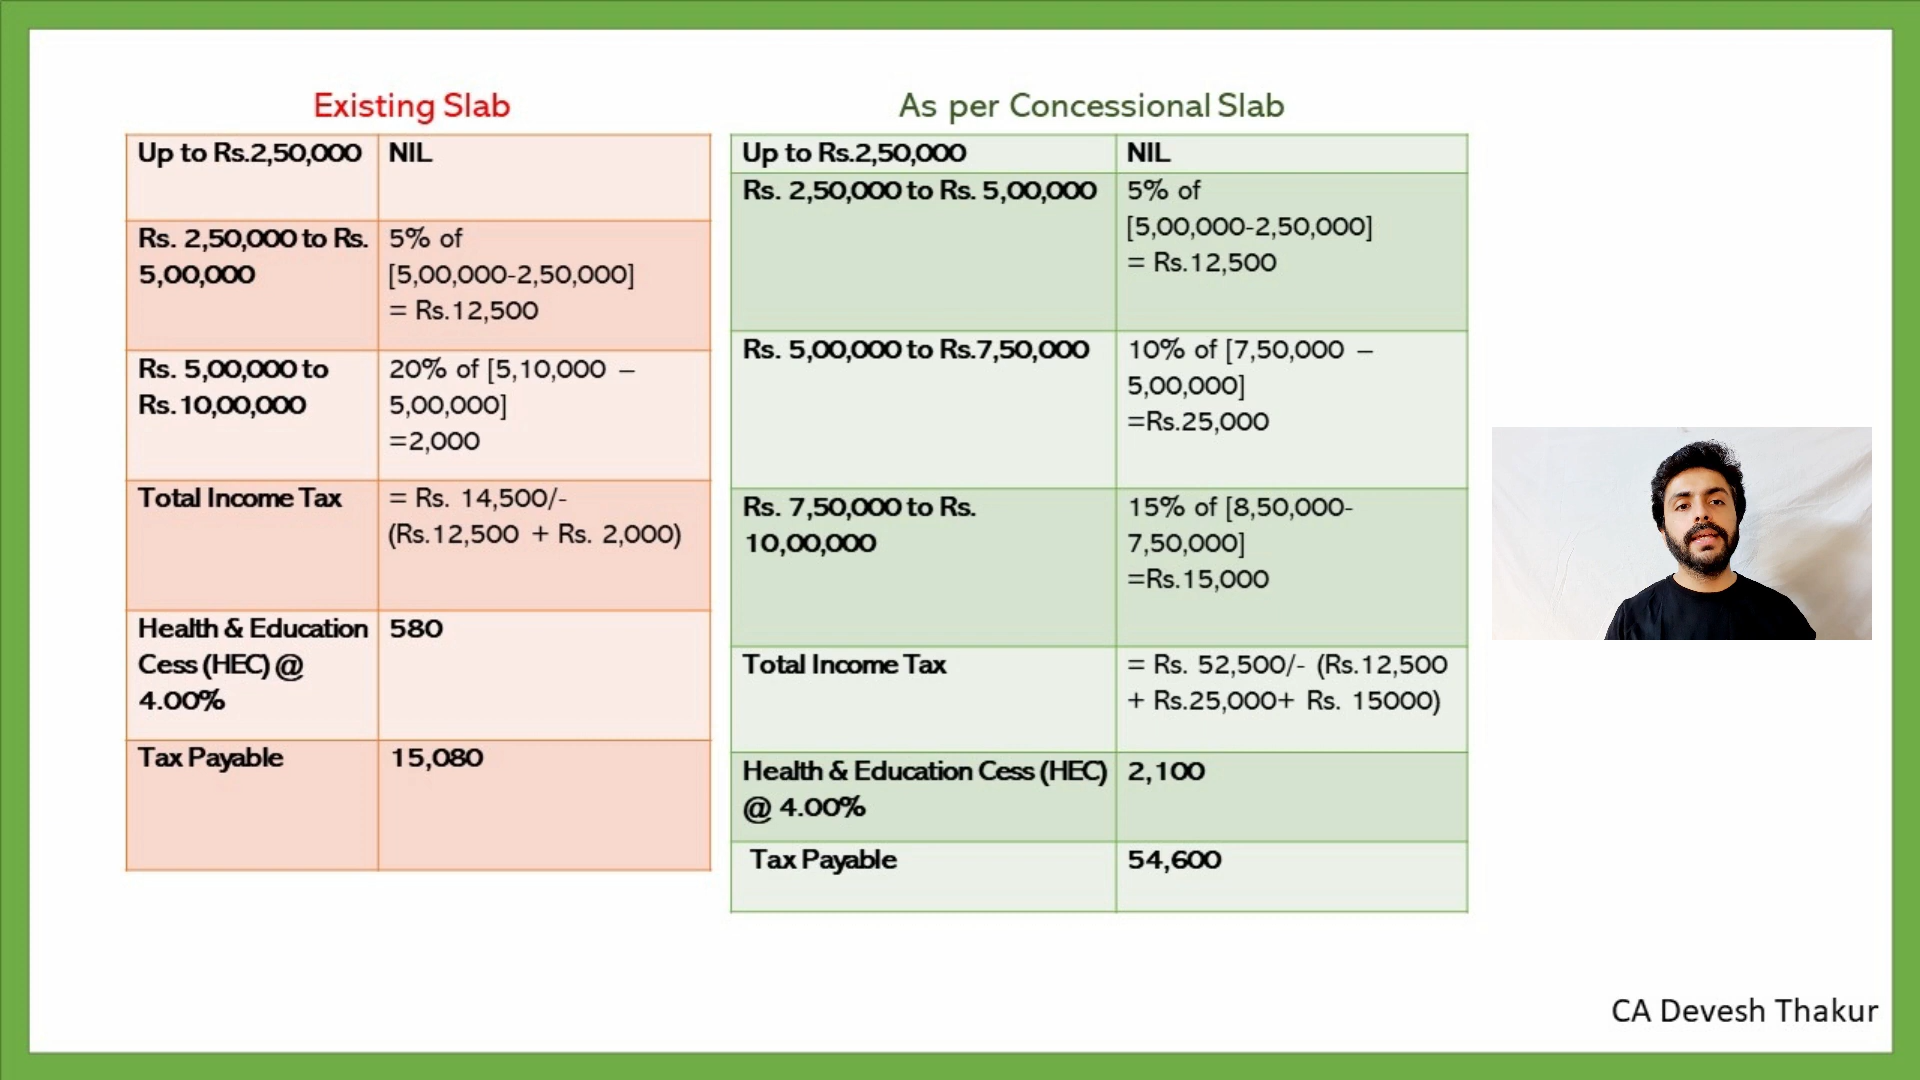 Existing Slab
Up to Rs.2,50,000 NIL
Rs. 2,50,000 to Rs. 5% of
5,00,000 [5,00,000-2,50,000]
= Rs.12,500
Rs. 5,00,000 to 20% of [5,10,000 –
Rs.10,00,000 5,00,000]
=2,000
Total Income Tax = Rs. 14,500/-
(Rs.12,500 + Rs. 2,000)
Health & Education 580
Cess (HEC) @
4.00%
Tax Payable 15,080
As per Concessional Slab
Up to Rs.2,50,000 NIL
Rs. 2,50,000 to Rs. 5,00,000 5% of
[5,00,000-2,50,000]
= Rs.12,500
Rs. 5,00,000 to Rs.7,50,000 10% of [7,50,000 –
5,00,000]
=Rs.25,000
Rs. 7,50,000 to Rs. 15% of [8,50,000-
10,00,000 7,50,000]
=Rs.15,000
Total Income Tax = Rs. 52,500/- (Rs.12,500
+ Rs.25,000+ Rs. 15000)
Health & Education Cess (HEC) 2,100
@ 4.00%
Tax Payable 54,600
CA Devesh Thakur